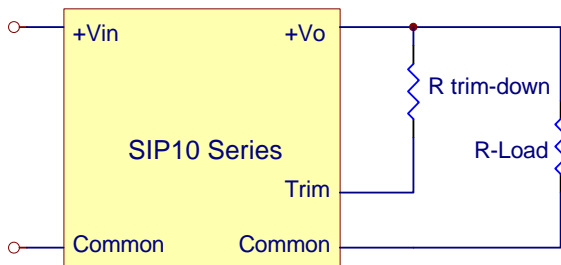 +Vin
+Vo
R trim-down
SIP10 Series
R-Load
Trim
Common
Common